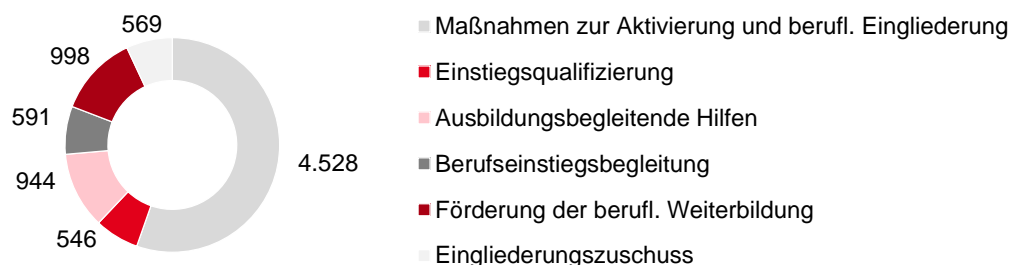 569
998
591
944
546
4.528
Maßnahmen zur Aktivierung und berufl. Eingliederung
Einstiegsqualifizierung
Ausbildungsbegleitende Hilfen
Berufseinstiegsbegleitung
Förderung der berufl. Weiterbildung
Eingliederungszuschuss